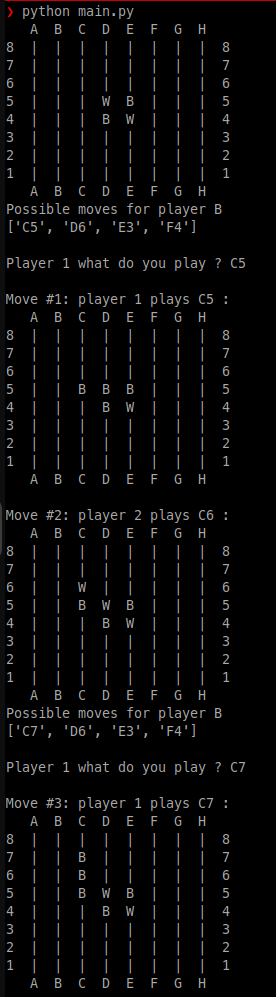 ❯ python main.py
   A  B  C  D  E  F  G  H
8  |  |  |  |  |  |  |  |  8
7  |  |  |  |  |  |  |  |  7
6  |  |  |  |  |  |  |  |  6
5  |  |  |  W  B  |  |  |  5
4  |  |  |  B  W  |  |  |  4
3  |  |  |  |  |  |  |  |  3
2  |  |  |  |  |  |  |  |  2
1  |  |  |  |  |  |  |  |  1
   A  B  C  D  E  F  G  H
Possible moves for player B
['C5', 'D6', 'E3', 'F4']

Player 1 what do you play ? C5

Move #1: player 1 plays C5 :
   A  B  C  D  E  F  G  H
8  |  |  |  |  |  |  |  |  8
7  |  |  |  |  |  |  |  |  7
6  |  |  |  |  |  |  |  |  6
5  |  |  B  B  B  |  |  |  5
4  |  |  |  B  W  |  |  |  4
3  |  |  |  |  |  |  |  |  3
2  |  |  |  |  |  |  |  |  2
1  |  |  |  |  |  |  |  |  1
   A  B  C  D  E  F  G  H

Move #2: player 2 plays C6 :
   A  B  C  D  E  F  G  H
8  |  |  |  |  |  |  |  |  8
7  |  |  |  |  |  |  |  |  7
6  |  |  W  |  |  |  |  |  6
5  |  |  B  W  B  |  |  |  5
4  |  |  |  B  W  |  |  |  4
3  |  |  |  |  |  |  |  |  3
2  |  |  |  |  |  |  |  |  2
1  |  |  |  |  |  |  |  |  1
   A  B  C  D  E  F  G  H
Possible moves for player B
['C7', 'D6', 'E3', 'F4']

Player 1 what do you play ? C7

Move #3: player 1 plays C7 :
   A  B  C  D  E  F  G  H
8  |  |  |  |  |  |  |  |  8
7  |  |  B  |  |  |  |  |  7
6  |  |  B  |  |  |  |  |  6
5  |  |  B  W  B  |  |  |  5
4  |  |  |  B  W  |  |  |  4
3  |  |  |  |  |  |  |  |  3
2  |  |  |  |  |  |  |  |  2
1  |  |  |  |  |  |  |  |  1
   A  B  C  D  E  F  G  H